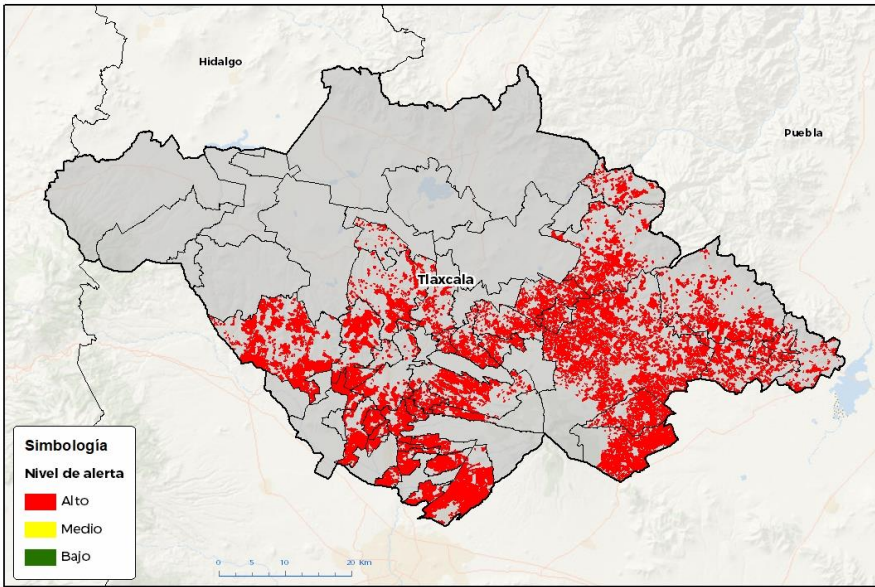 Hidalgo
Puebla
Tlaxcala
Simbología
Nivel de alerta
Alto
Medio
Bajo
0 5 10 20 Km